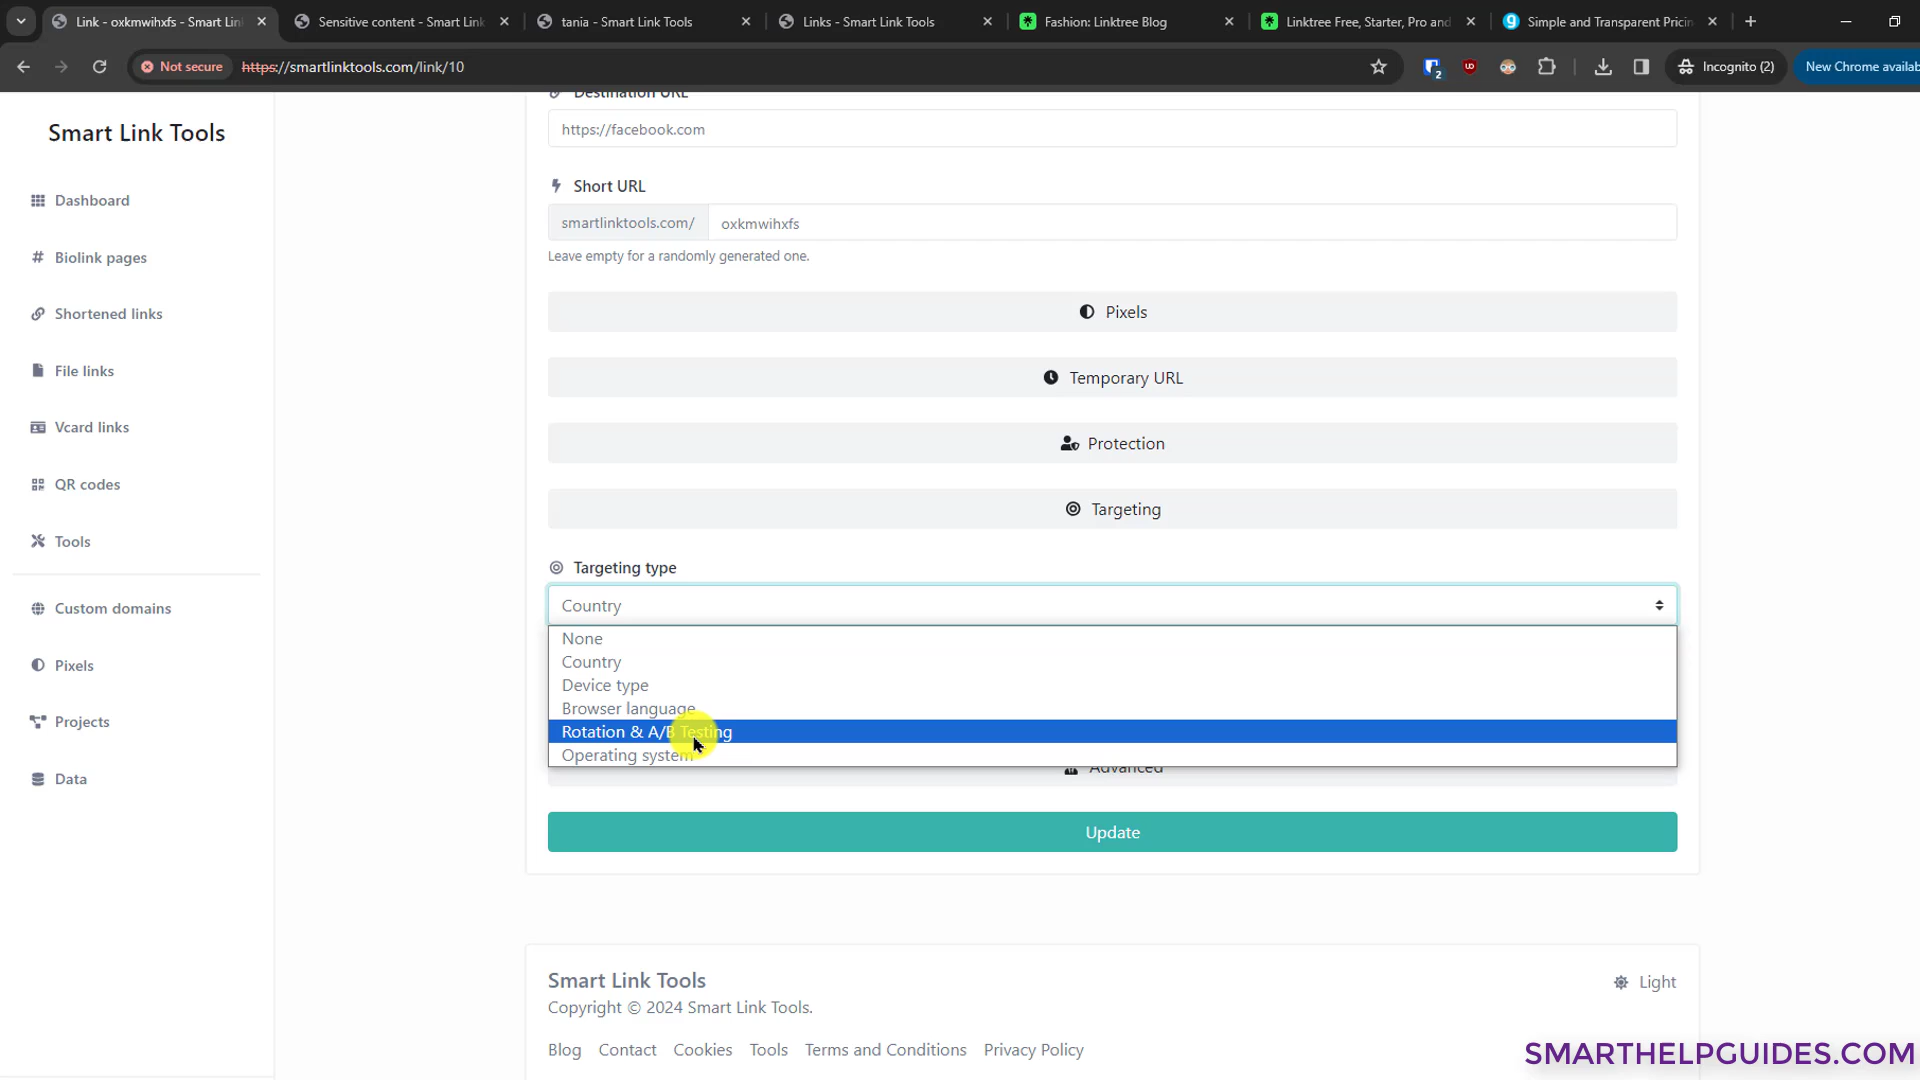 Link - oxkmwihxfs - Smart Lin
Sensitive content - Smart Link
tania - Smart Link Tools
Links - Smart Link Tools
Fashion: Linktree Blog
Linktree Free, Starter, Pro and
Simple and Transparent Pricin
Not secure
https://smartlinktools.com/link/10
2
Incognito (2)
New Chrome availab
Smart Link Tools
Dashboard
Biolink pages
Shortened links
File links
Vcard links
QR codes
Tools
Custom domains
Pixels
Projects
Data
Destination URL
https://facebook.com
Short URL
smartlinktools.com/
oxkmwihxfs
Leave empty for a randomly generated one.
Pixels
Temporary URL
Protection
Targeting
Targeting type
Country
None
Country
Device type
Browser language
Rotation & A/B Testing
Operating system
Advanced
Update
Smart Link Tools
Light
Copyright © 2024 Smart Link Tools.
Blog Contact Cookies Tools Terms and Conditions Privacy Policy
SMARTHELPGUIDES.COM